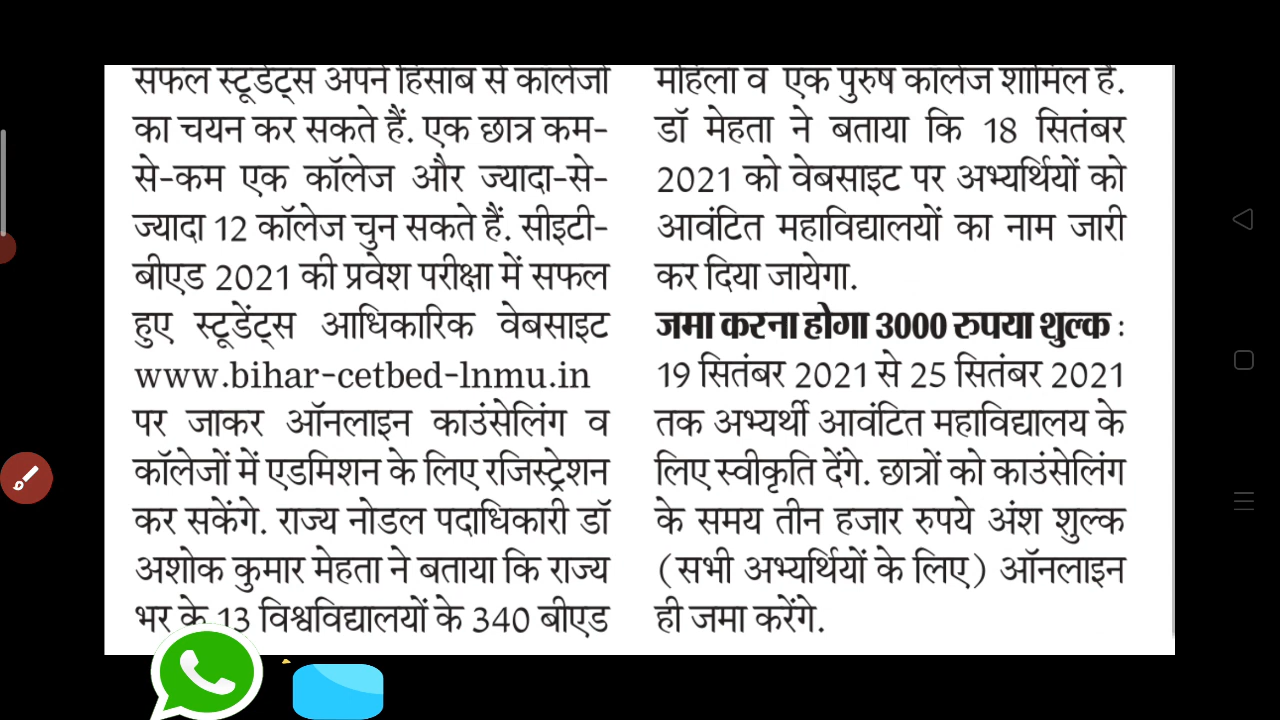 सफल स्टूडेंट्स अपने हिसाब से कॉलेजों
का चयन कर सकते हैं. एक छात्र कम-
से-कम एक कॉलेज और ज्यादा-से-
ज्यादा 12 कॉलेज चुन सकते हैं. सीइटी-
बीएड 2021 की प्रवेश परीक्षा में सफल
हुए स्टूडेंट्स आधिकारिक वेबसाइट
www.bihar-cetbed-lnmu.in
पर जाकर ऑनलाइन काउंसेलिंग व
कॉलेजों में एडमिशन के लिए रजिस्ट्रेशन
कर सकेंगे. राज्य नोडल पदाधिकारी डॉ
अशोक कुमार मेहता ने बताया कि राज्य
भर के 13 विश्वविद्यालयों के 340 बीएड
महिला व एक पुरुष कॉलेज शामिल है.
डॉ मेहता ने बताया कि 18 सितंबर
2021 को वेबसाइट पर अभ्यर्थियों को
आवंटित महाविद्यालयों का नाम जारी
कर दिया जायेगा.
जमा करना होगा 3000 रुपया शुल्क :
19 सितंबर 2021 से 25 सितंबर 2021
तक अभ्यर्थी आवंटित महाविद्यालय के
लिए स्वीकृति देंगे. छात्रों को काउंसेलिंग
के समय तीन हजार रुपये अंश शुल्क
(सभी अभ्यर्थियों के लिए) ऑनलाइन
ही जमा करेंगे.